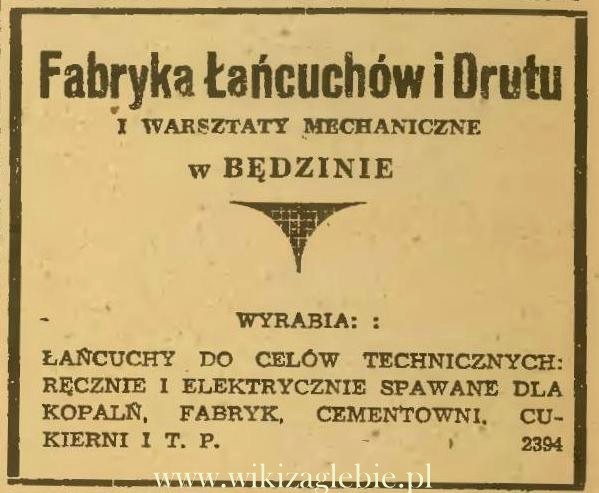 Fabryka Łańcuchów i Drutu
I WARSZTATY MECHANICZNE
w BĘDZINIE
WYRABIA: :
ŁAŃCUCHY DO CELÓW TECHNICZNYCH:
RĘCZNIE I ELEKTRYCZNIE SPAWANE DLA
KOPALŃ, FABRYK, CEMENTOWNI, CU-
KIERNI I T. P. 2394
www.wikizaglebie.pl